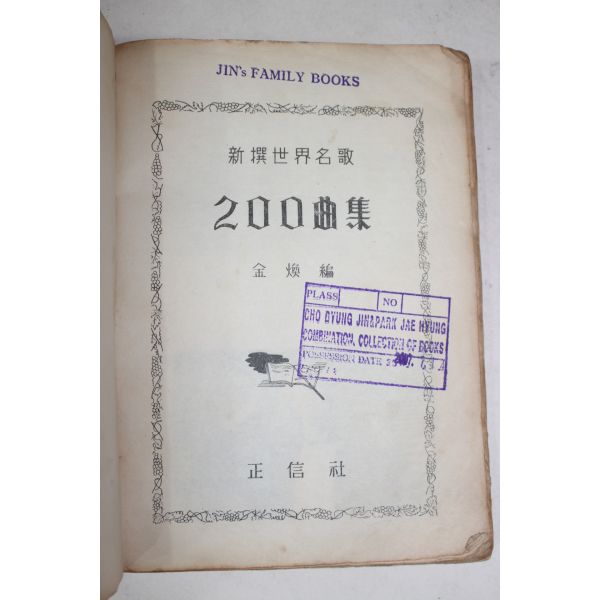 JIN's FAMILY BOOKS
新撰世界名歌
200曲集
金煥編
PLASS NO
CHO BYUNG JIN&PARK JAE HYUNG
COMBINATION, COLLECTION OF BOOKS
POSSESSION DATE
正信社